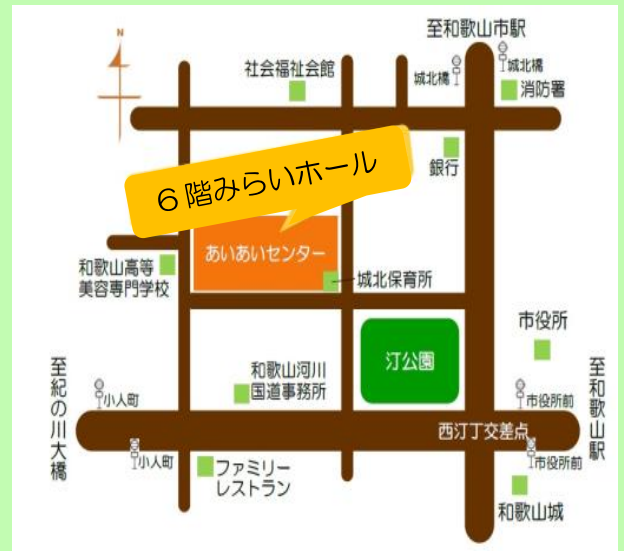 至和歌山市駅
N
社会福祉会館
城北橋
城北橋
消防署
銀行
6階みらいホール
あいあいセンター
和歌山高等
美容専門学校
城北保育所
市役所
汀公園
至紀の川大橋
和歌山河川
国道事務所
至和歌山駅
小人町
市役所前
西汀丁交差点
小人町
ファミリー
レストラン
市役所前
和歌山城